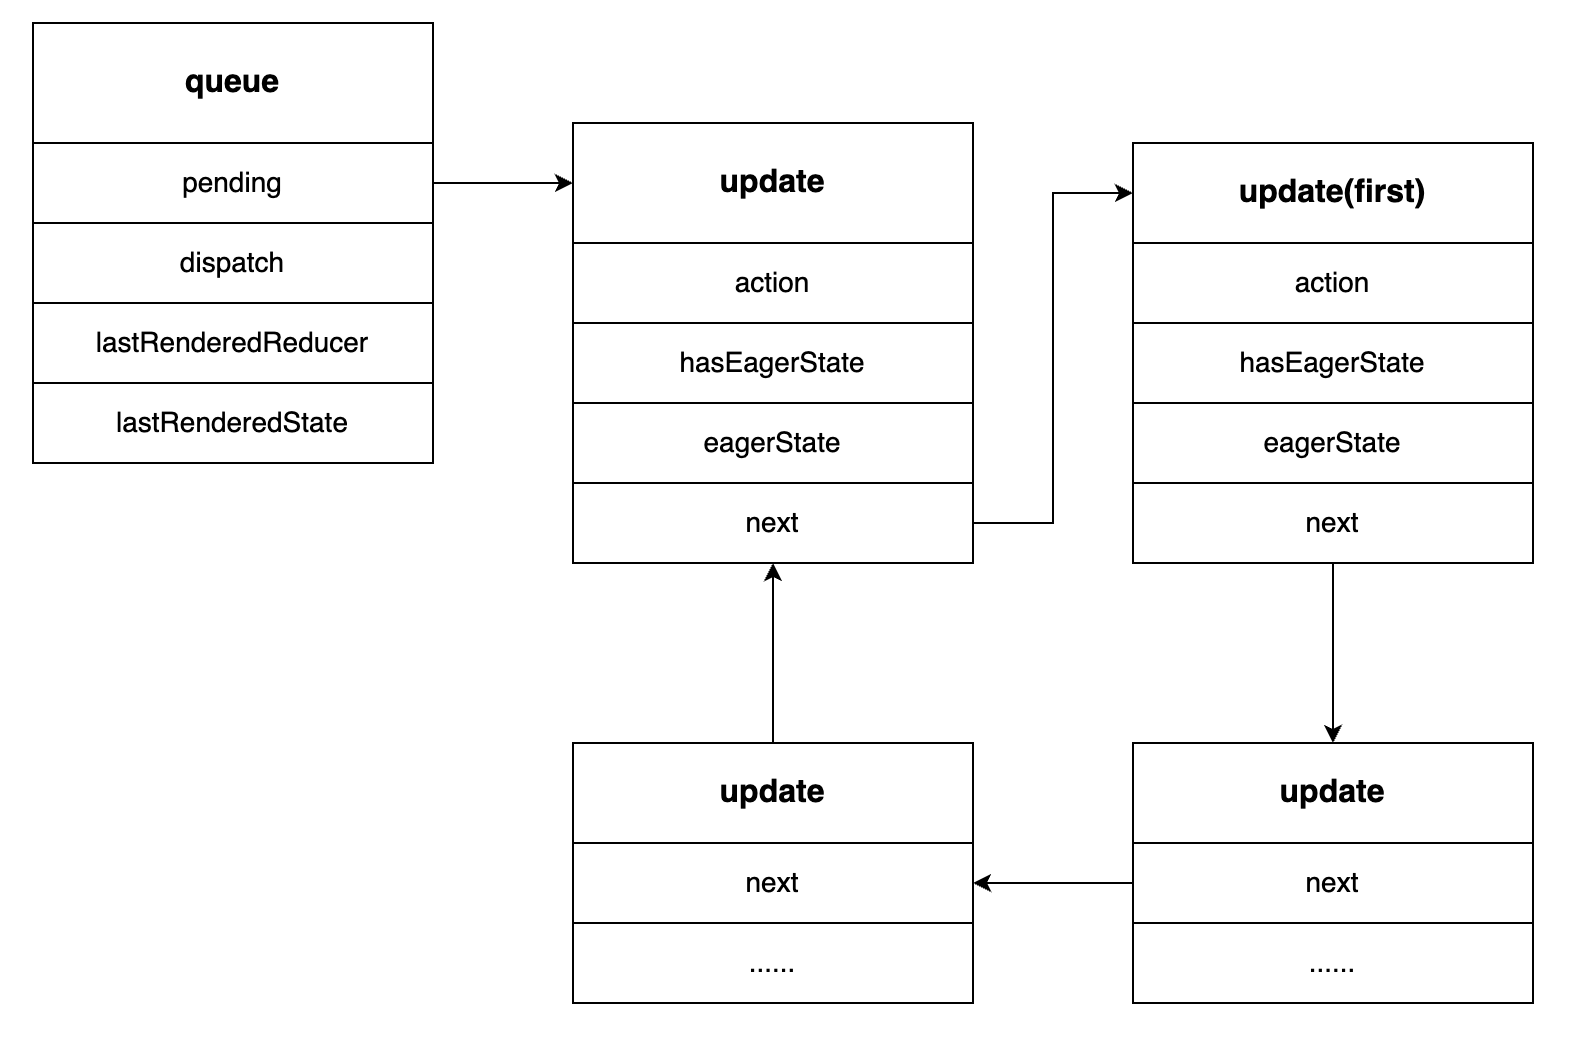 queue
pending
dispatch
lastRenderedReducer
lastRenderedState
update
action
hasEagerState
eagerState
next
update(first)
action
hasEagerState
eagerState
next
update
next
......
update
next
......